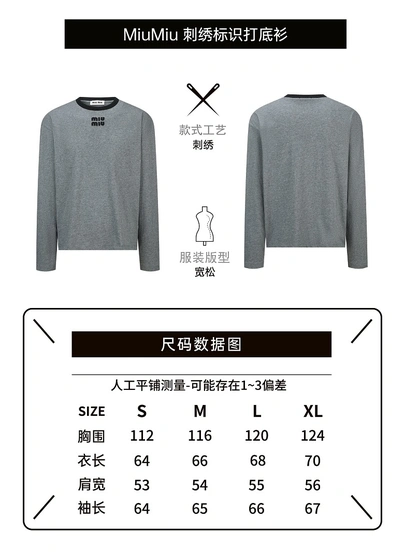 MiuMiu 刺绣标识打底衫
MIU MIU
miu
miu
款式工艺
刺绣
服装版型
宽松
尺码数据图
人工平铺测量-可能存在1~3偏差
SIZE S M L XL
胸围 112 116 120 124
衣长 64 66 68 70
肩宽 53 54 55 56
袖长 64 65 66 67